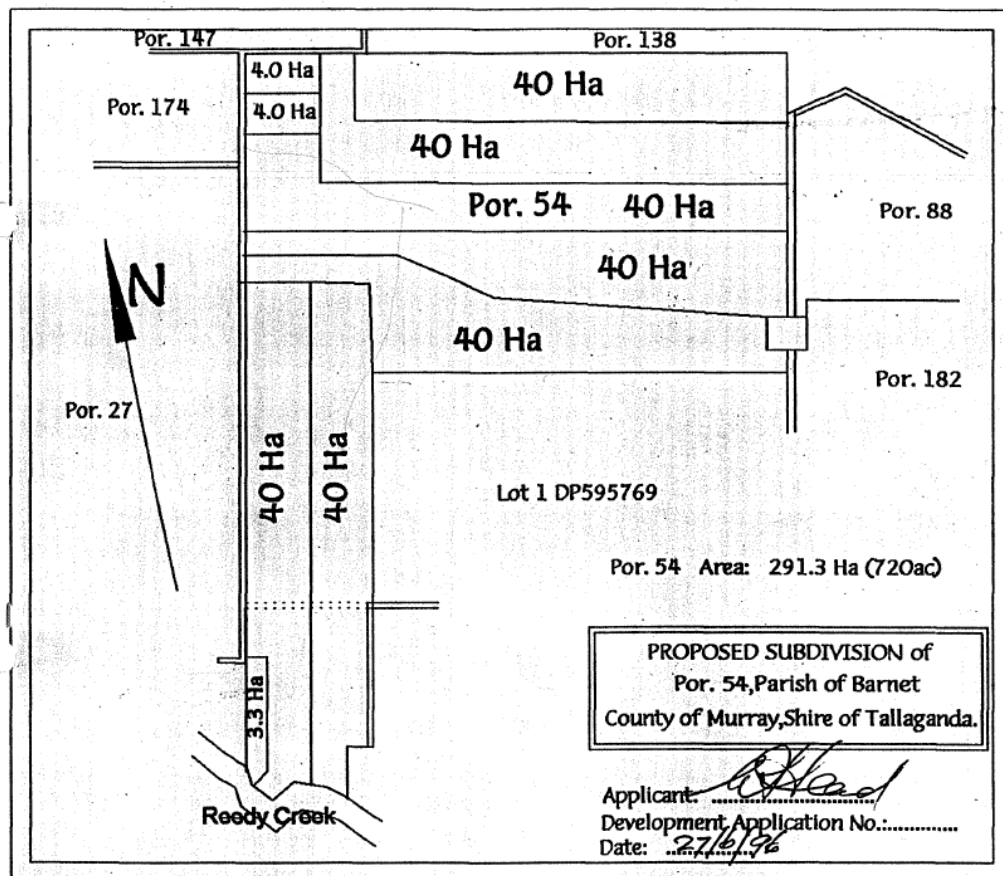 Por. 147
Por. 138
4.0 Ha
40 Ha
Por. 174
4.0 Ha
40 Ha
Por. 54 40 Ha
Por. 88
40 Ha
N
40 Ha
Por. 182
Por. 27
40 Ha
40 Ha
Lot 1 DP595769
Por. 54 Area: 291.3 Ha (720ac)
3.3 Ha
Reedy Creek
PROPOSED SUBDIVISION of
Por. 54,Parish of Barnet
County of Murray,Shire of Tallaganda.
Applicant: Head
Development Application No.:
Date: 27/6/96